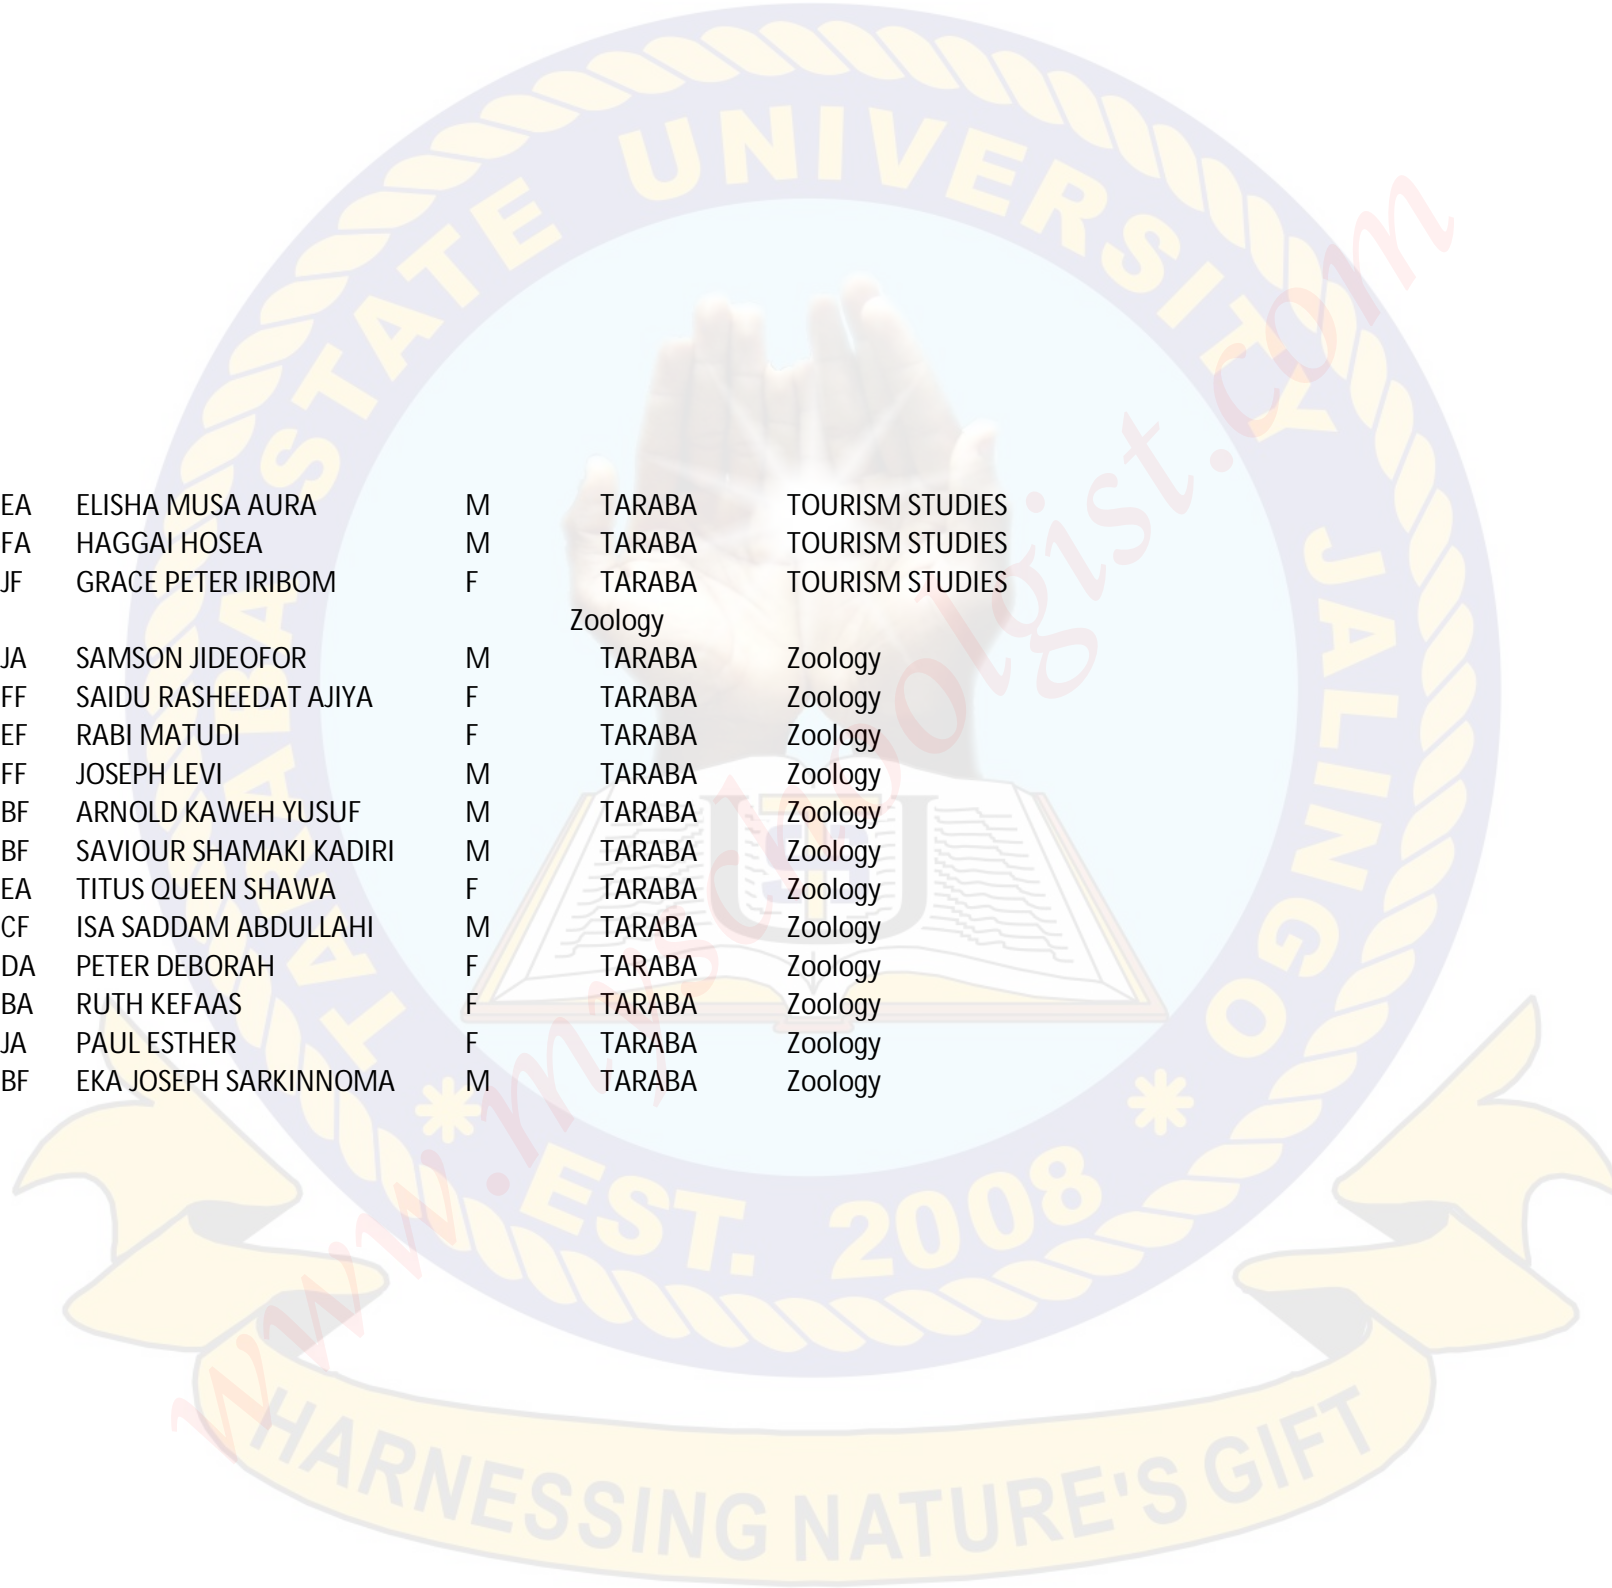 TARABA STATE UNIVERSITY JALINGO
EA ELISHA MUSA AURA M TARABA TOURISM STUDIES
FA HAGGAI HOSEA M TARABA TOURISM STUDIES
JF GRACE PETER IRIBOM F TARABA TOURISM STUDIES
Zoology
JA SAMSON JIDEOFOR M TARABA Zoology
FF SAIDU RASHEEDAT AJIYA F TARABA Zoology
EF RABI MATUDI F TARABA Zoology
FF JOSEPH LEVI M TARABA Zoology
BF ARNOLD KAWEH YUSUF M TARABA Zoology
BF SAVIOUR SHAMAKI KADIRI M TARABA Zoology
EA TITUS QUEEN SHAWA F TARABA Zoology
CF ISA SADDAM ABDULLAHI M TARABA Zoology
DA PETER DEBORAH F TARABA Zoology
BA RUTH KEFAAS F TARABA Zoology
JA PAUL ESTHER F TARABA Zoology
BF EKA JOSEPH SARKINNOMA M TARABA Zoology
www.myschoolgist.com
EST. 2008
HARNESSING NATURE'S GIFT